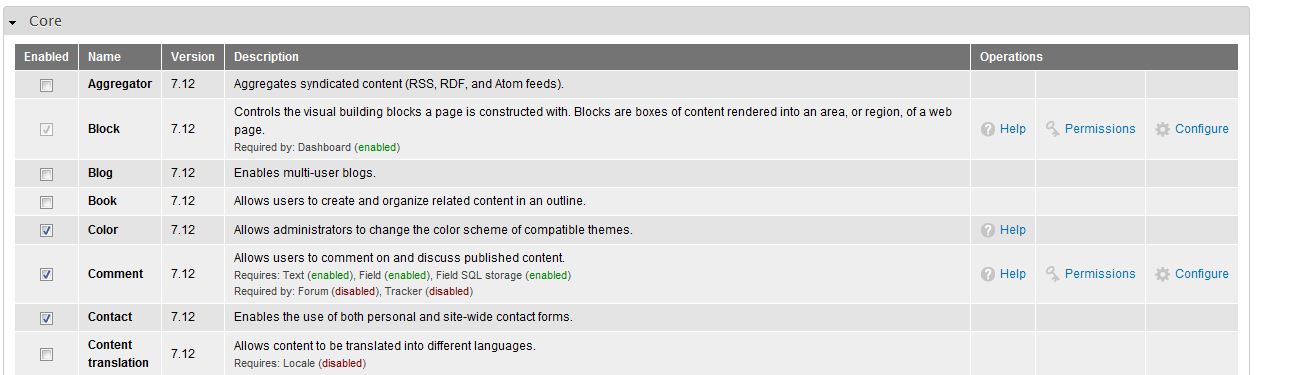 Core
Enabled Name Version Description Operations
Aggregator 7.12 Aggregates syndicated content (RSS, RDF, and Atom feeds).
Controls the visual building blocks a page is constructed with. Blocks are boxes of content rendered into an area, or region, of a web
Block 7.12 page. Help Permissions Configure
Required by: Dashboard (enabled)
Blog 7.12 Enables multi-user blogs.
Book 7.12 Allows users to create and organize related content in an outline.
Color 7.12 Allows administrators to change the color scheme of compatible themes. Help
Allows users to comment on and discuss published content.
Comment 7.12 Requires: Text (enabled), Field (enabled), Field SQL storage (enabled) Help Permissions Configure
Required by: Forum (disabled), Tracker (disabled)
Contact 7.12 Enables the use of both personal and site-wide contact forms.
Content 7.12 Allows content to be translated into different languages.
translation Requires: Locale (disabled)